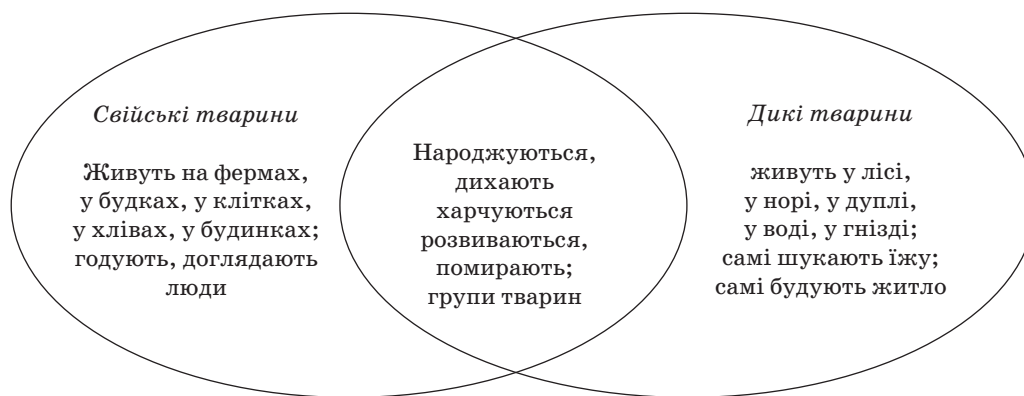 Свійські тварини
Живуть на фермах,
у будках, у клітках,
у хлівах, у будинках;
годують, доглядають
люди
Народжуються,
дихають
харчуються
розвиваються,
помирають;
групи тварин
Дикі тварини
живуть у лісі,
у норі, у дуплі,
у воді, у гнізді;
самі шукають їжу;
самі будують житло